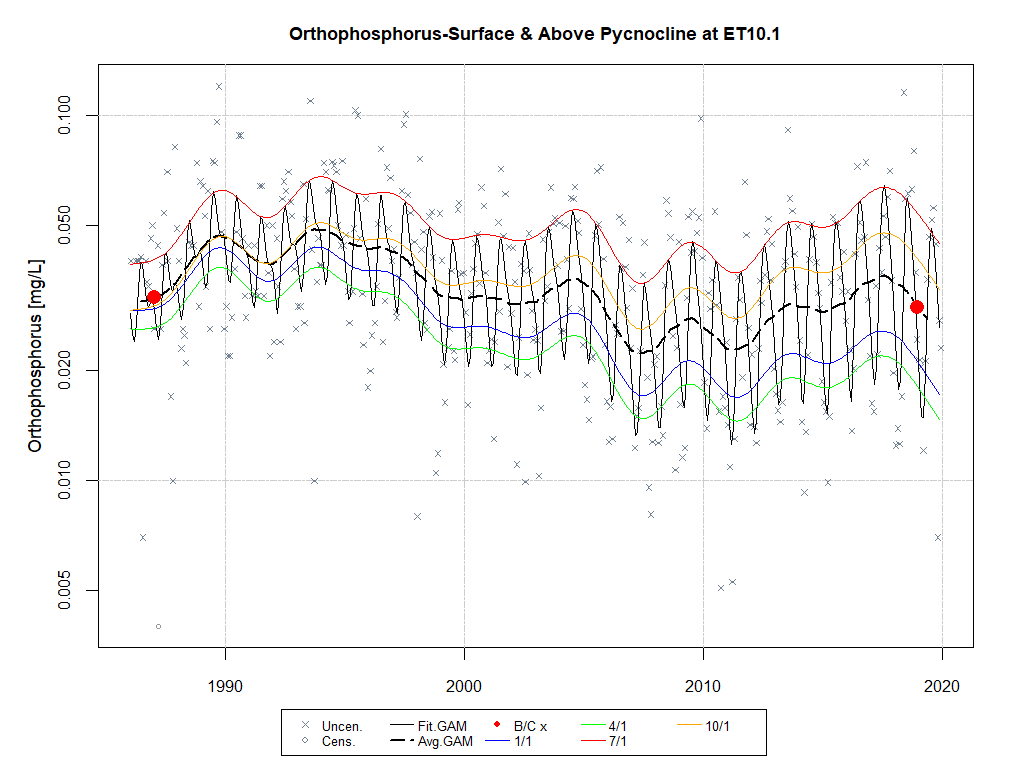 Orthophosphorus-Surface & Above Pycnocline at ET10.1
Orthophosphorus [mg/L]
0.100
0.050
0.020
0.010
0.005
1990 2000 2010 2020
Uncen. Fit.GAM B/C x 4/1 10/1
Cens. Avg.GAM 1/1 7/1